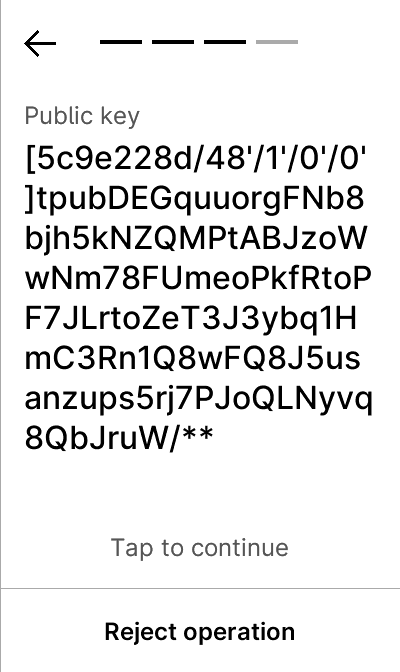 Public key
[5c9e228d/48'/1'/0'/0'
]tpubDEGquuorgFNb8
bjh5kNZQMPtABJzoW
wNm78FUmeoPkfRtoP
F7JLrtoZeT3J3ybq1H
mC3Rn1Q8wFQ8J5us
anzups5rj7PJoQLNyvq
8QbJruW/**
Tap to continue
Reject operation